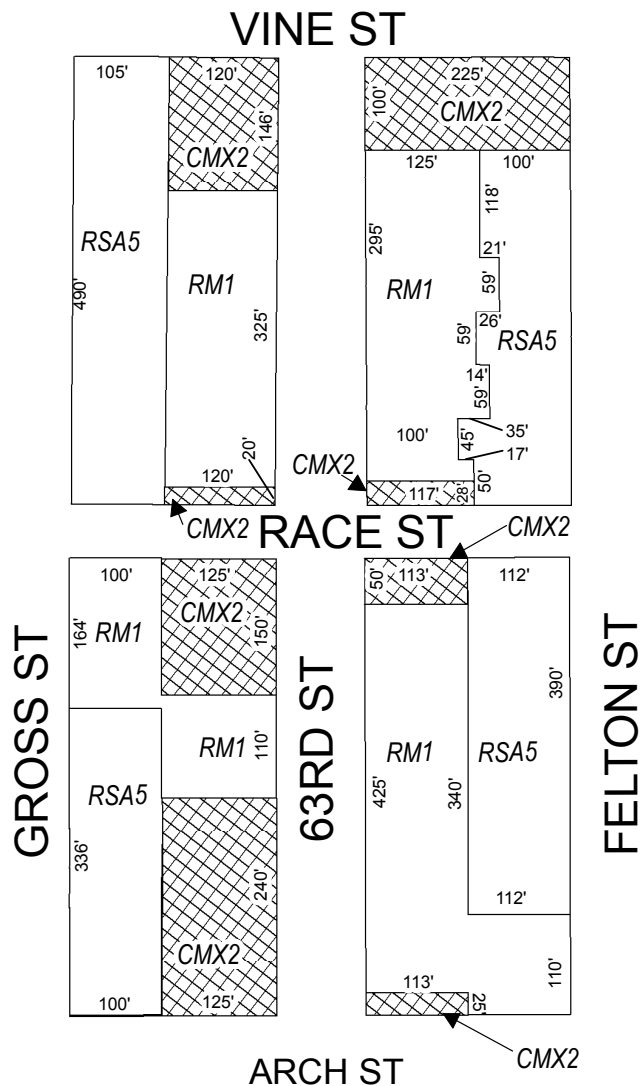 VINE ST
105'
120'
146'
CMX2
RSA5
490'
RM1
325'
20'
120'
CMX2
225'
100'
CMX2
125'
100'
118'
295'
21'
59'
RM1
26'
59'
RSA5
14'
59'
100'
35'
45'
17'
CMX2
50'
117'
28'
RACE ST
CMX2
100'
125'
164'
RM1
CMX2
150'
RM1
110'
RSA5
336'
240'
CMX2
100'
125'
GROSS ST
63RD ST
50'
113'
112'
390'
RM1
RSA5
425'
340'
112'
110'
113'
25'
CMX2
FELTON ST
ARCH ST